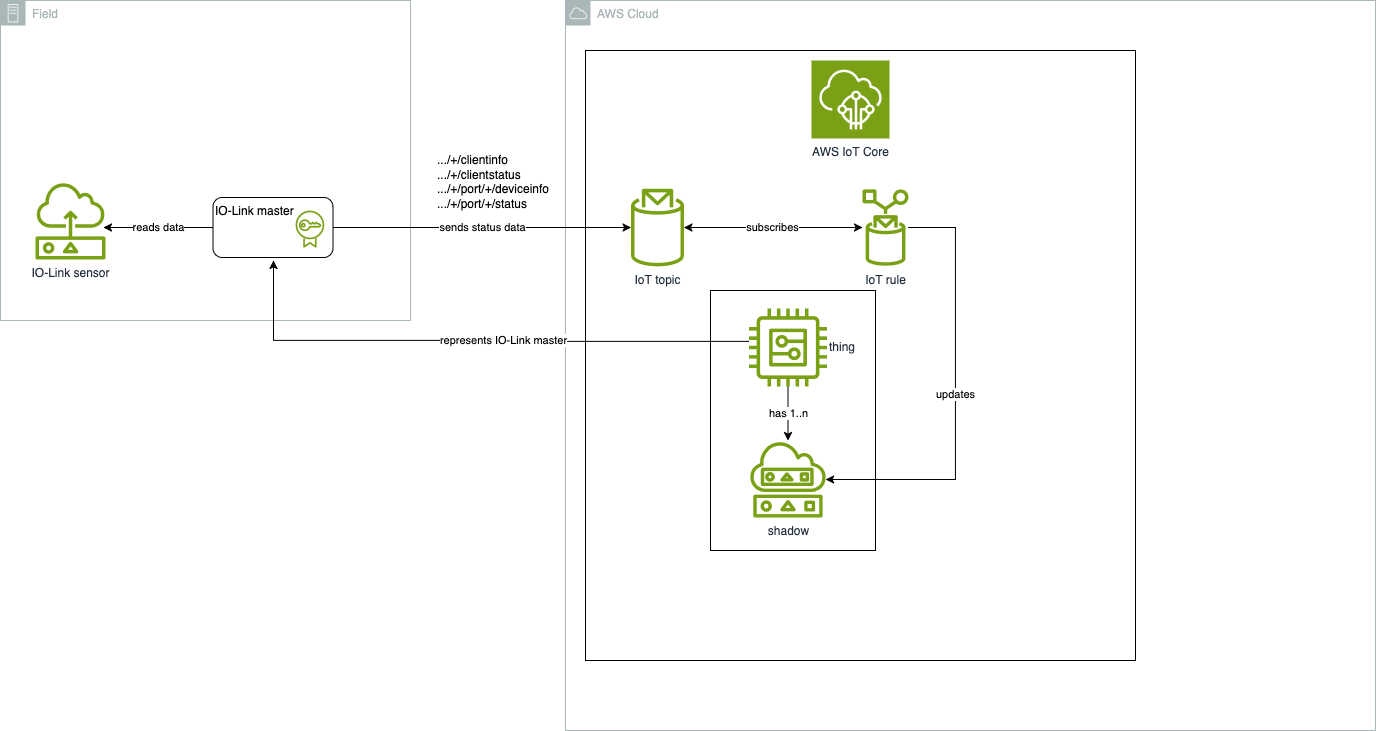 Field
AWS Cloud
AWS IoT Core
.../+/clientinfo
.../+/clientstatus
.../+/port/+/deviceinfo
.../+/port/+/status
IO-Link master
reads data
sends status data
subscribes
IO-Link sensor
IoT topic
IoT rule
represents IO-Link master
thing
updates
has 1..n
shadow